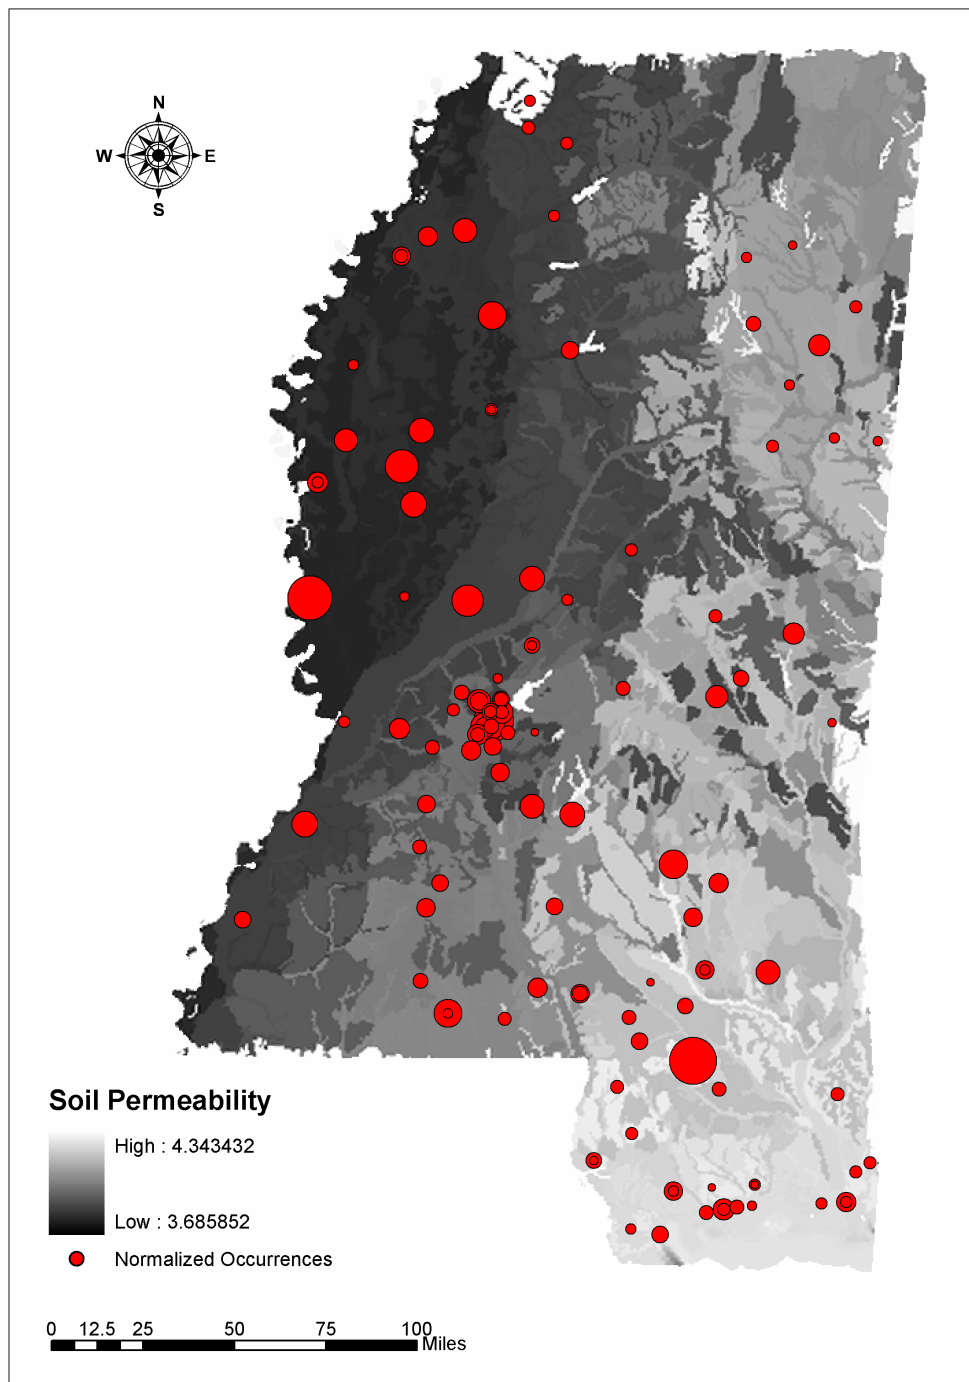 N
W E
S
Soil Permeability
High : 4.343432
Low : 3.685852
Normalized Occurrences
0 12.5 25 50 75 100
Miles